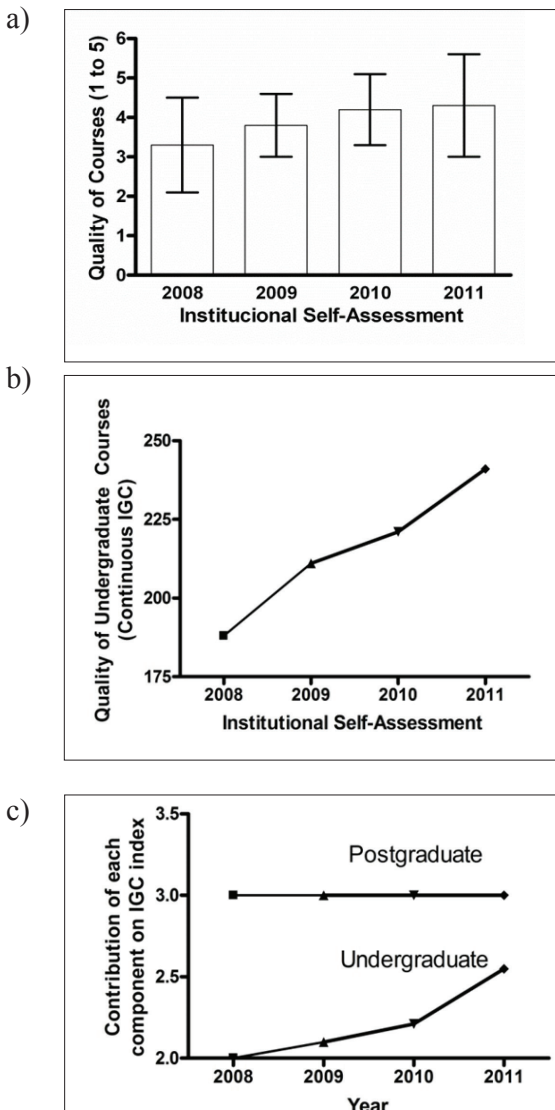 a)
Quality of Courses (1 to 5)
6
5
4
3
2
1
0
2008 2009 2010 2011
Institucional Self-Assessment
b)
Quality of Undergraduate Courses
(Continuous IGC)
250
225
200
175
2008 2009 2010 2011
Institutional Self-Assessment
c)
Contribution of each
component on IGC index
3.5
3.0
2.5
2.0
Postgraduate
Undergraduate
2008 2009 2010 2011
Year